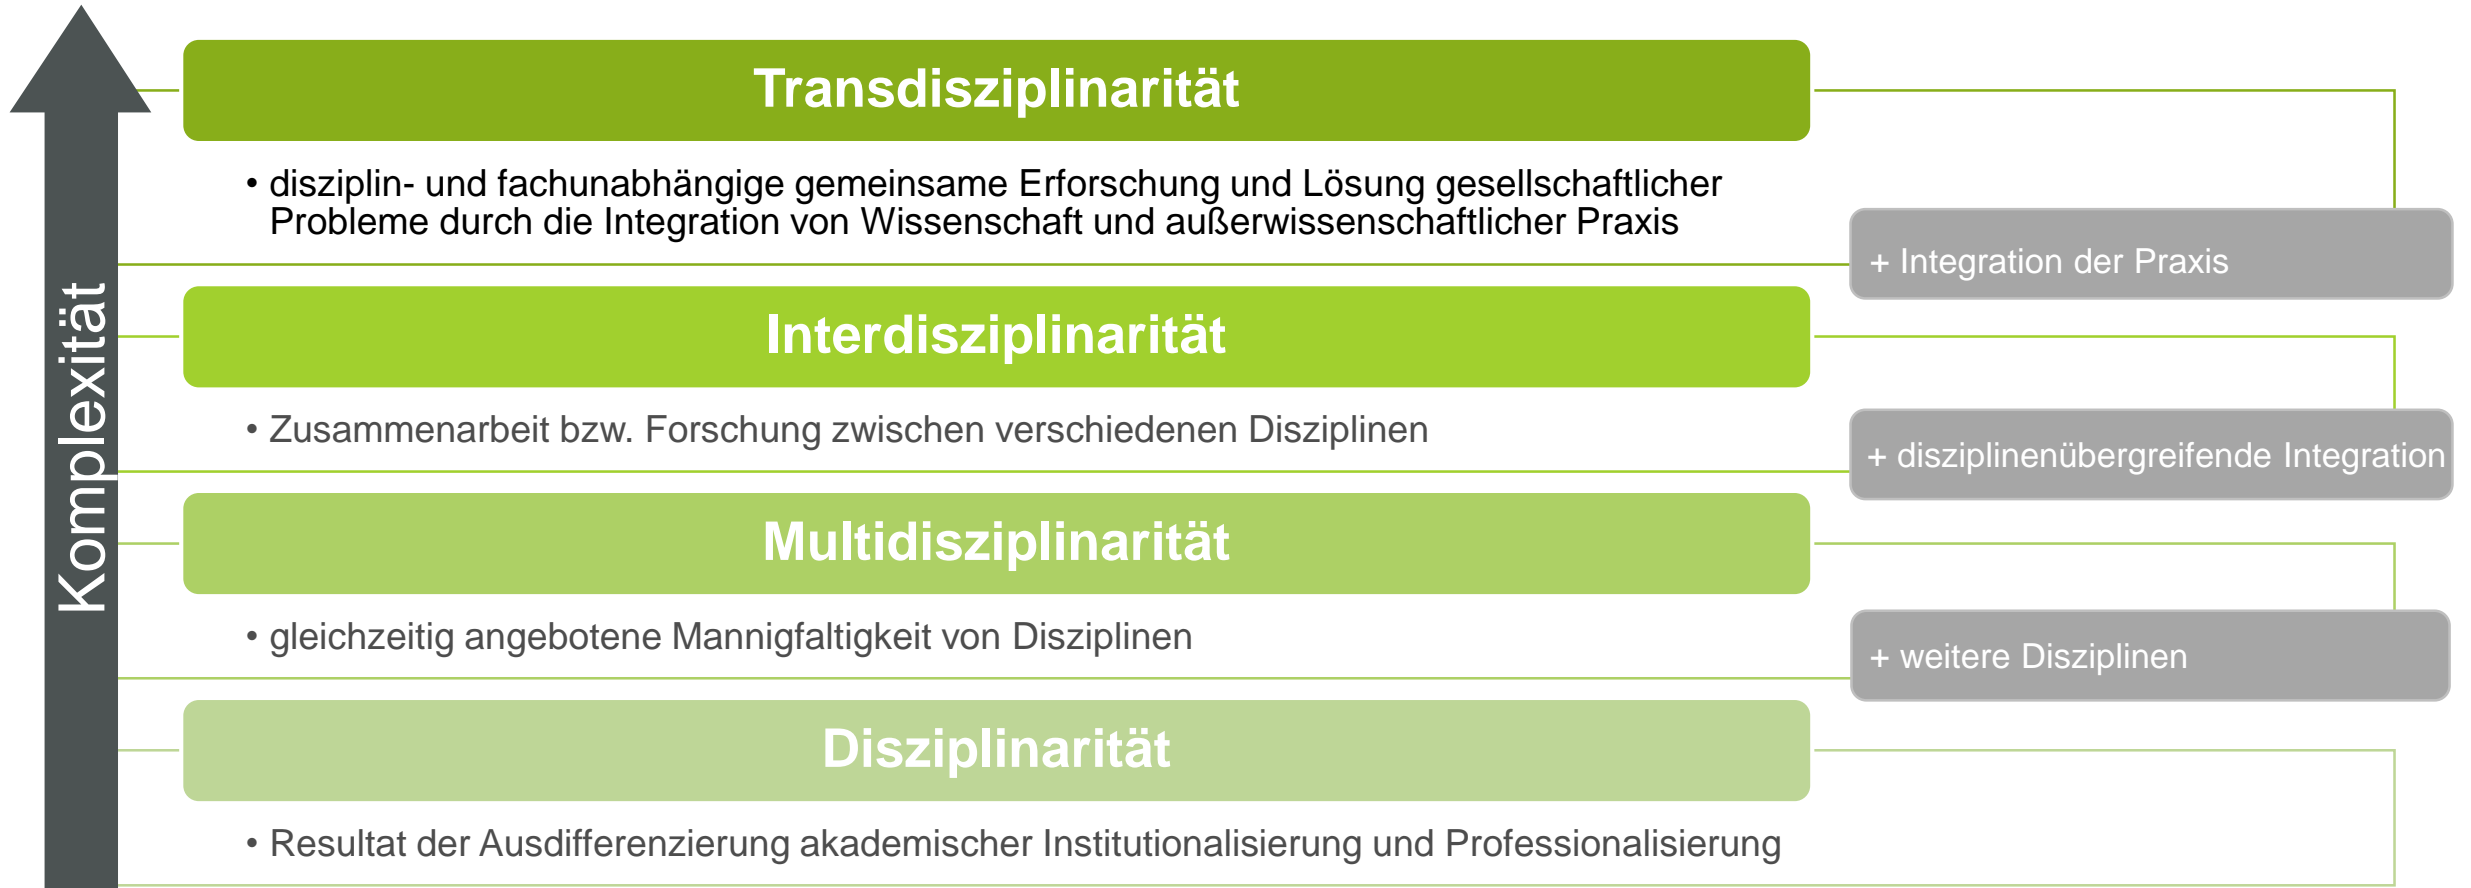 Komplexität
Transdisziplinarität
• disziplin- und fachunabhängige gemeinsame Erforschung und Lösung gesellschaftlicher
Probleme durch die Integration von Wissenschaft und außerwissenschaftlicher Praxis
+ Integration der Praxis
Interdisziplinarität
• Zusammenarbeit bzw. Forschung zwischen verschiedenen Disziplinen
+ disziplinenübergreifende Integration
Multidisziplinarität
• gleichzeitig angebotene Mannigfaltigkeit von Disziplinen
+ weitere Disziplinen
Disziplinarität
• Resultat der Ausdifferenzierung akademischer Institutionalisierung und Professionalisierung